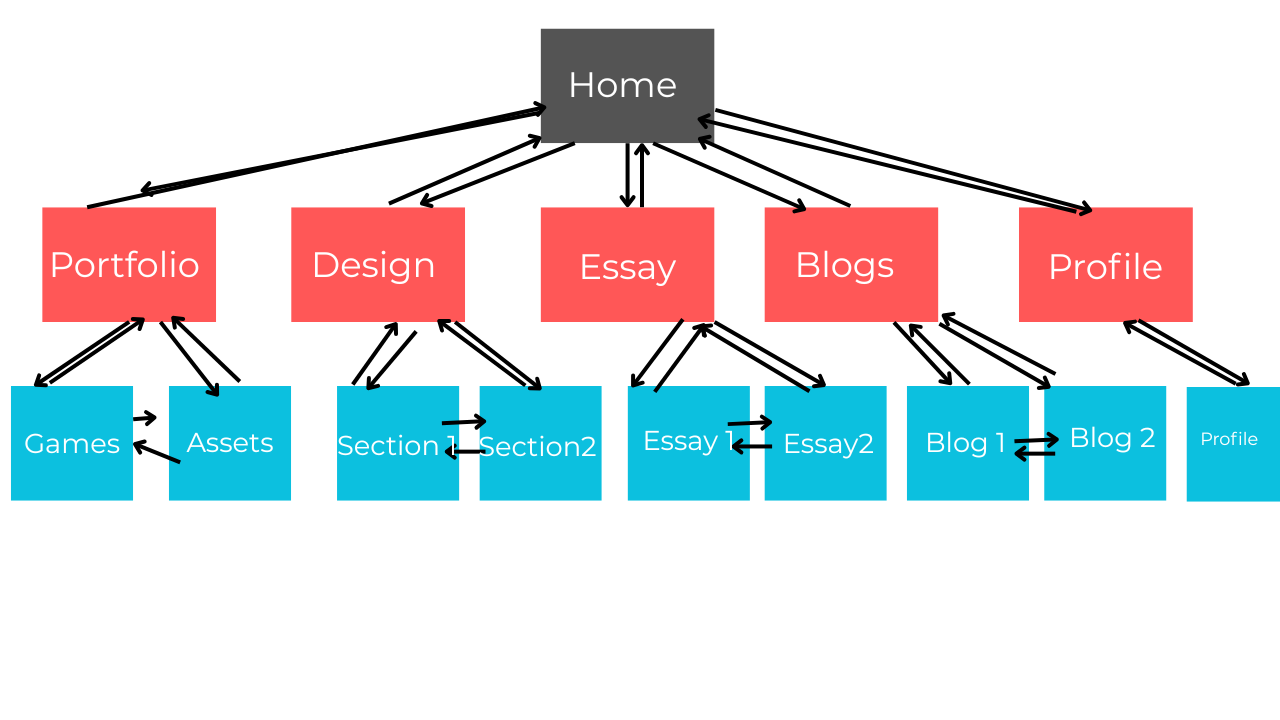 Home
Portfolio
Design
Essay
Blogs
Profile
Games
Assets
Section 1
Section2
Essay 1
Essay2
Blog 1
Blog 2
Profile